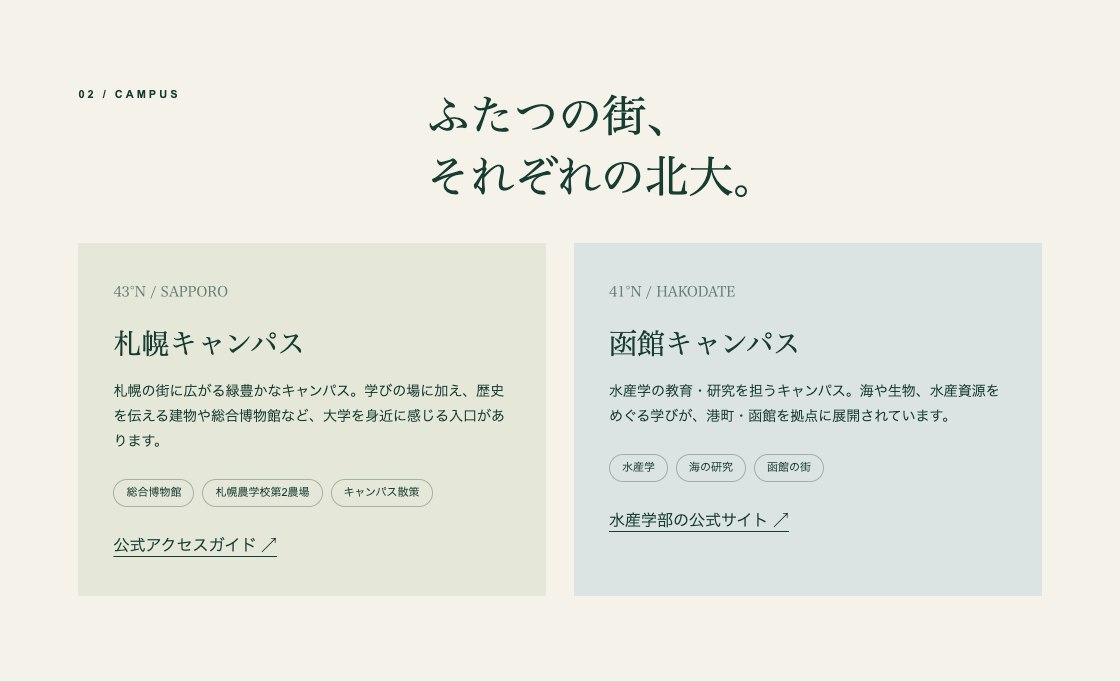 02 / CAMPUS
ふたつの街、
それぞれの北大。
43°N / SAPPORO
札幌キャンパス
札幌の街に広がる緑豊かなキャンパス。学びの場に加え、歴史
を伝える建物や総合博物館など、大学を身近に感じる入口があ
ります。
総合博物館
札幌農学校第2農場
キャンパス散策
公式アクセスガイド ↗
41°N / HAKODATE
函館キャンパス
水産学の教育・研究を担うキャンパス。海や生物、水産資源を
めぐる学びが、港町・函館を拠点に展開されています。
水産学
海の研究
函館の街
水産学部の公式サイト ↗